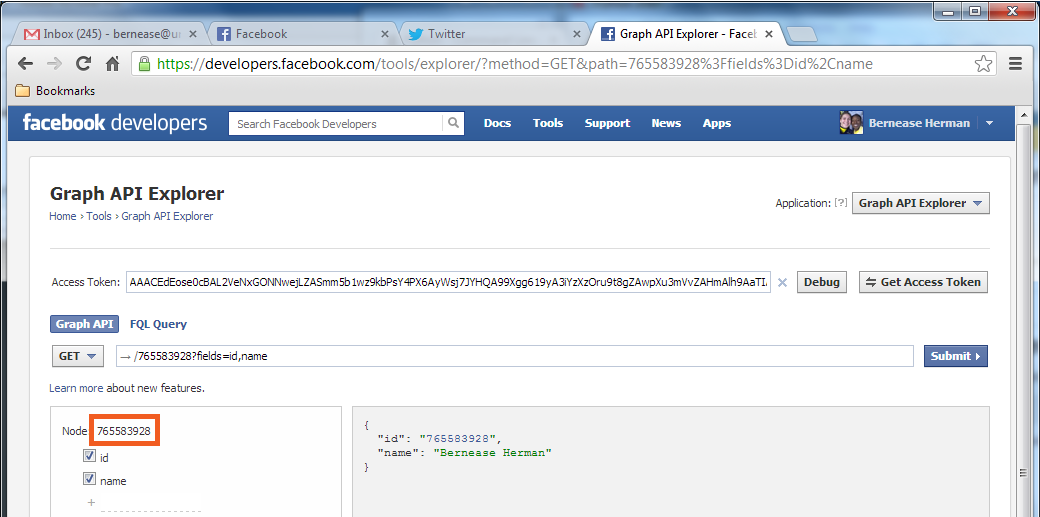 Inbox (245) - bernease@u
Facebook
Twitter
Graph API Explorer - Faceb
https://developers.facebook.com/tools/explorer/?method=GET&path=765583928%3Ffields%3Did%2Cname
Bookmarks
facebook developers
Search Facebook Developers
Docs Tools Support News Apps
Bernease Herman
Graph API Explorer
Home › Tools › Graph API Explorer
Application: [?] Graph API Explorer
Access Token:
Debug
Get Access Token
Graph API FQL Query
GET → /765583928?fields=id,name Submit
Learn more about new features.
Node 765583928
id
name
+
{
"id": "765583928",
"name": "Bernease Herman"
}